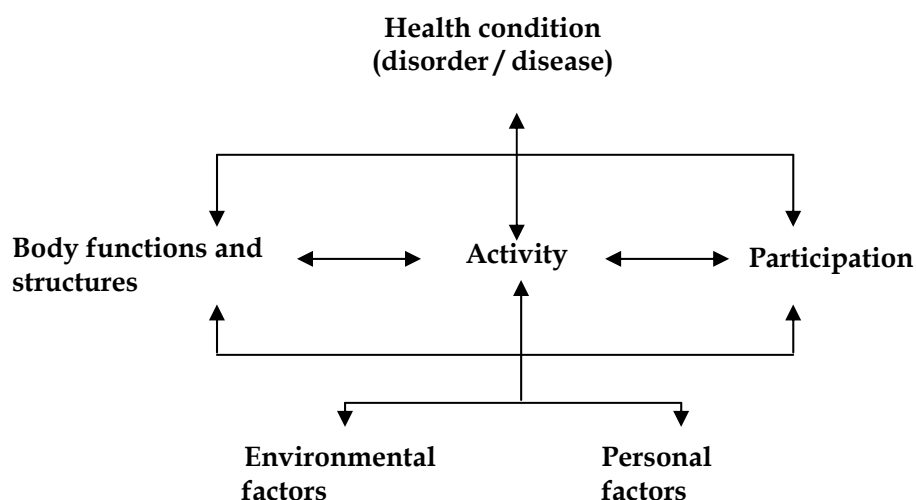 Health condition
(disorder / disease)
Body functions and
structures
Activity
Participation
Environmental
factors
Personal
factors